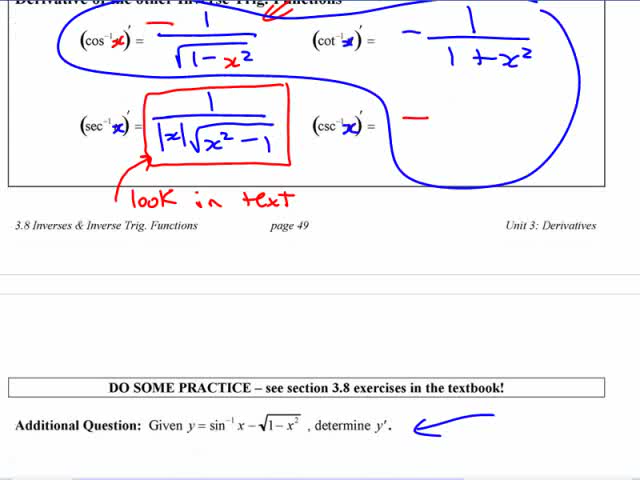 Derivative of the other Inverse Trig. Functions
(cos⁻¹x)′ = − 1/√(1 − x²) (cot⁻¹x)′ = − 1/(1 + x²)
(sec⁻¹x)′ = 1/(|x|√(x² − 1)) (csc⁻¹x)′ = −
look in text
3.8 Inverses & Inverse Trig. Functions page 49 Unit 3: Derivatives
DO SOME PRACTICE – see section 3.8 exercises in the textbook!
Additional Question: Given y = sin⁻¹ x − √(1 − x²) , determine y′.